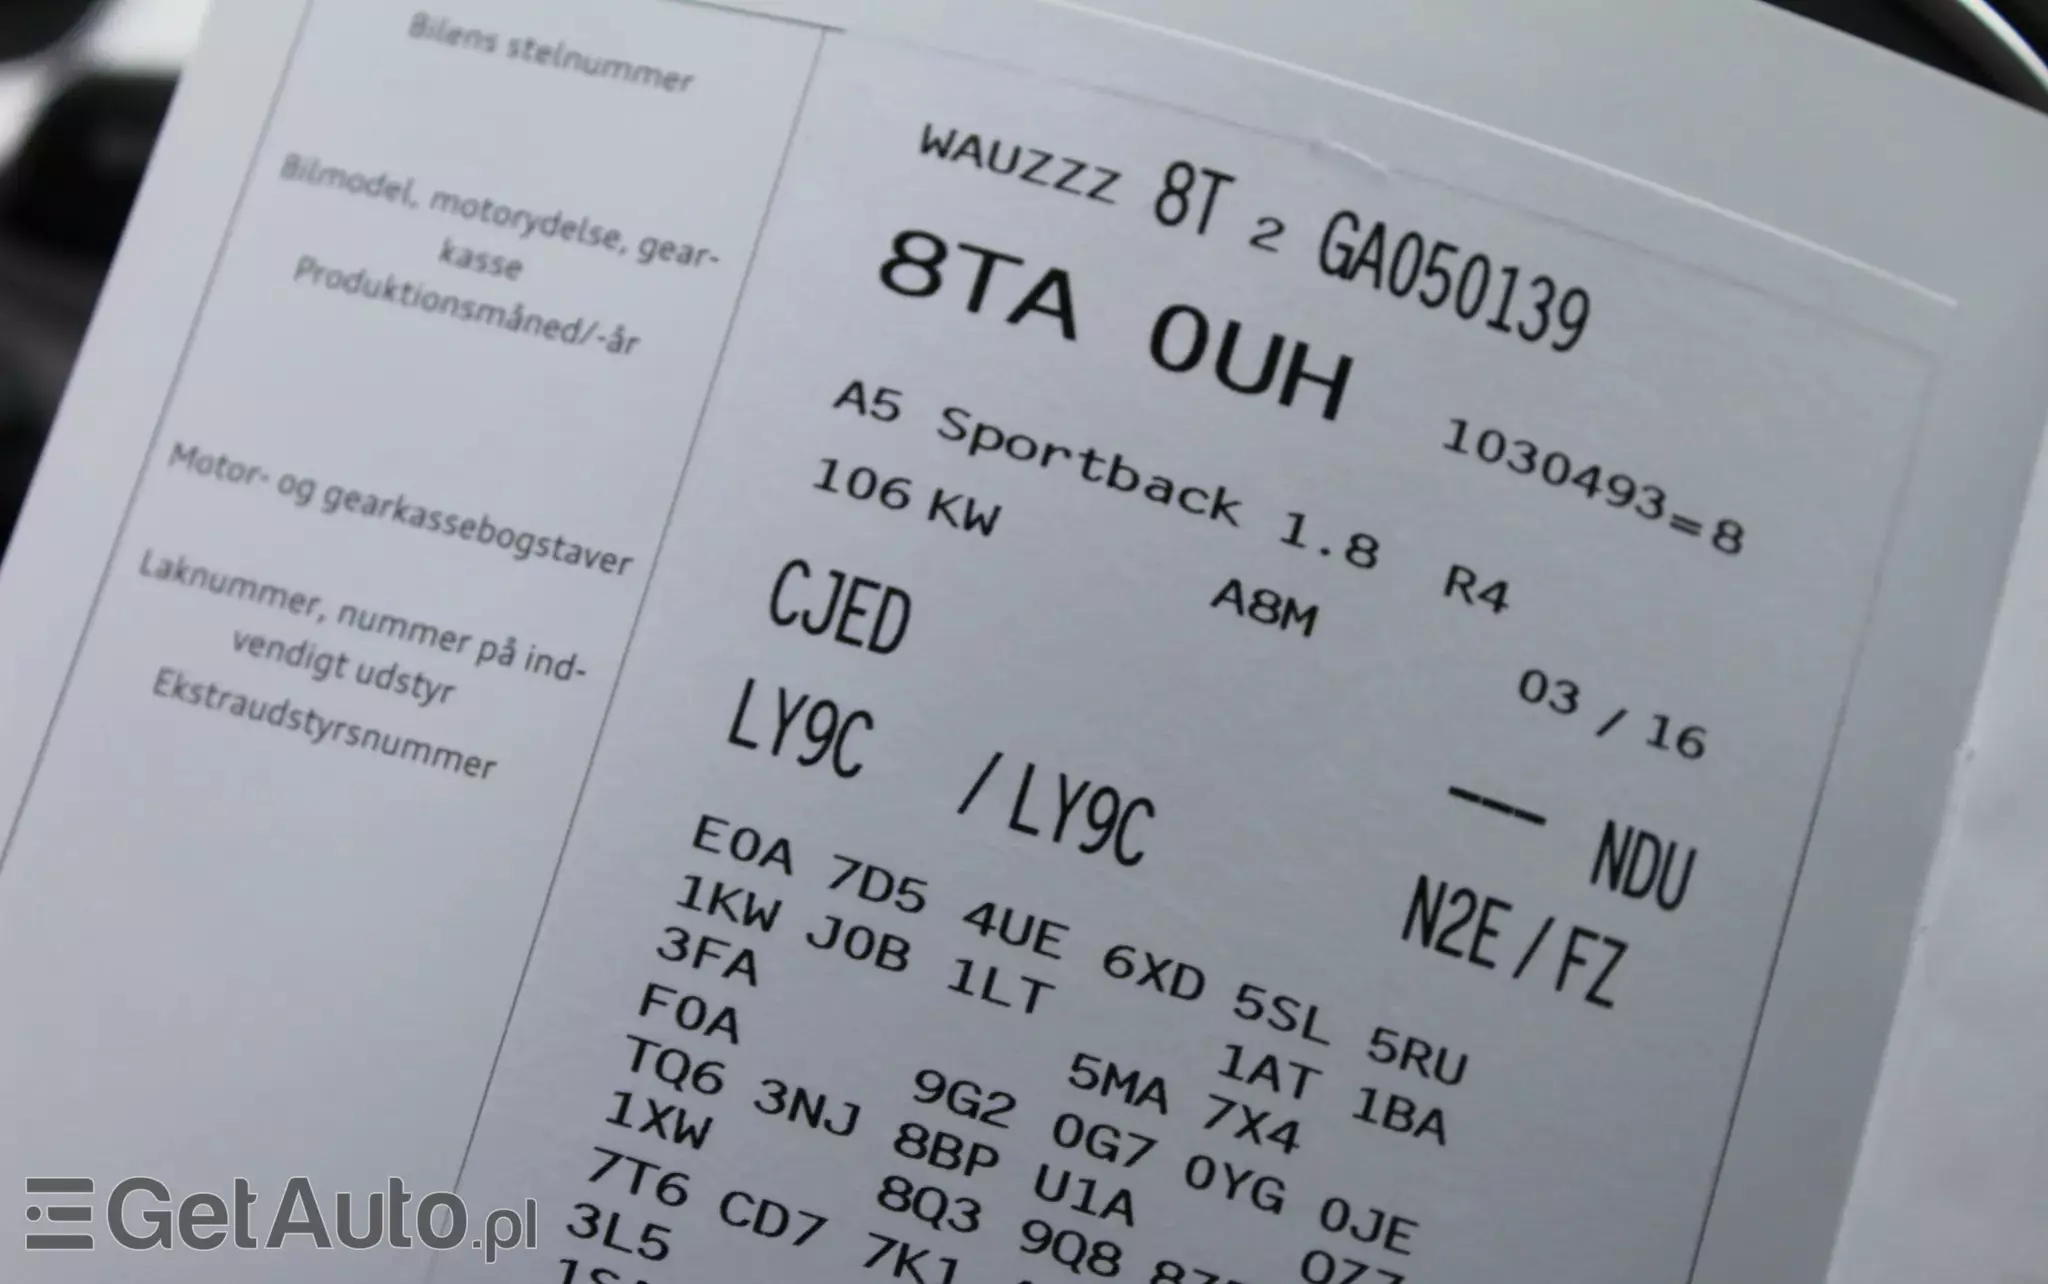 Bilens stelnummer
WAUZZZ 8T 2 GA050139
Bilmodel, motorydelse, gear-
kasse
Produktionsmåned/-år
8TA 0UH 1030493=8
A5 Sportback 1.8 R4
106 KW A8M 03 / 16
Motor- og gearkassebogstaver
CJED --- NDU
Laknummer, nummer på ind-
vendigt udstyr
LY9C / LY9C N2E / FZ
Ekstraudstyrsnummer
E0A 7D5 4UE 6XD 5SL 5RU
1KW J0B 1LT 1AT 1BA
3FA 5MA 7X4
F0A 9G2 0G7 0YG 0JE
TQ6 3NJ 8BP U1A
1XW 8Q3 9Q8
7T6 CD7 7K1
3L5
GetAuto.pl